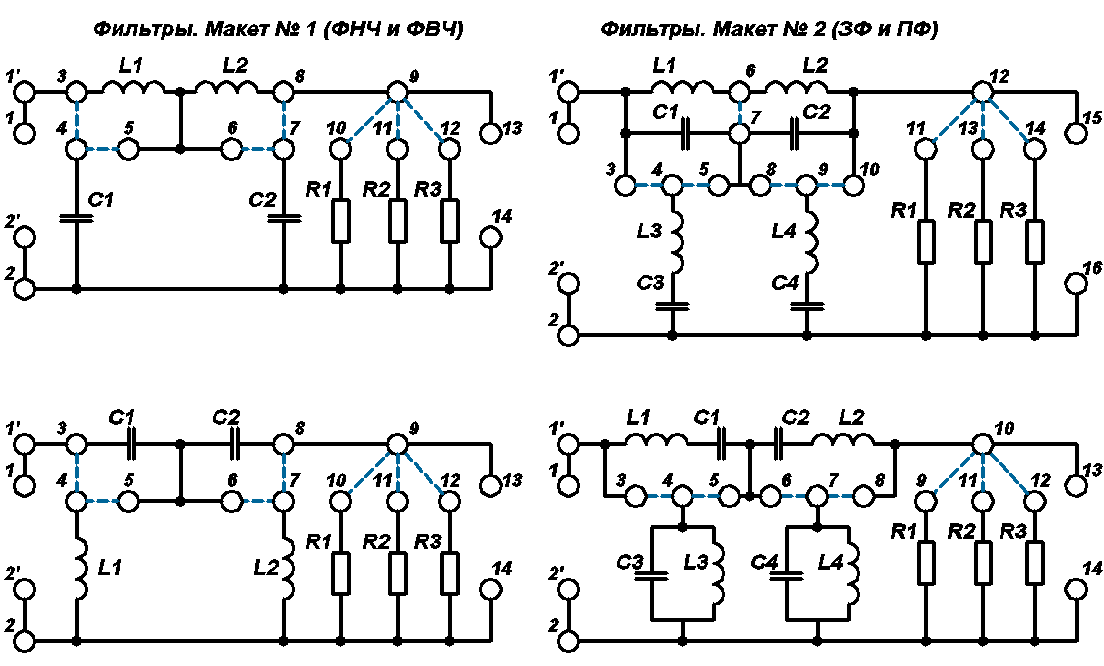 Фильтры. Макет № 1 (ФНЧ и ФВЧ)
Фильтры. Макет № 2 (ЗФ и ПФ)
1' 3 L1 L2 8 9
1 4 5 6 7 10 11 12 13
C1 C2 R1 R2 R3
2' 14
2
1' L1 6 L2 12
1 C1 7 C2 11 13 14 15
3 4 5 8 9 10
L3 L4 R1 R2 R3
2' C3 C4 16
2
1' 3 C1 C2 8 9
1 4 5 6 7 10 11 12 13
L1 L2 R1 R2 R3
2' 14
2
1' L1 C1 C2 L2 10
1 3 4 5 6 7 8 9 11 12 13
C3 L3 C4 L4 R1 R2 R3
2' 14
2